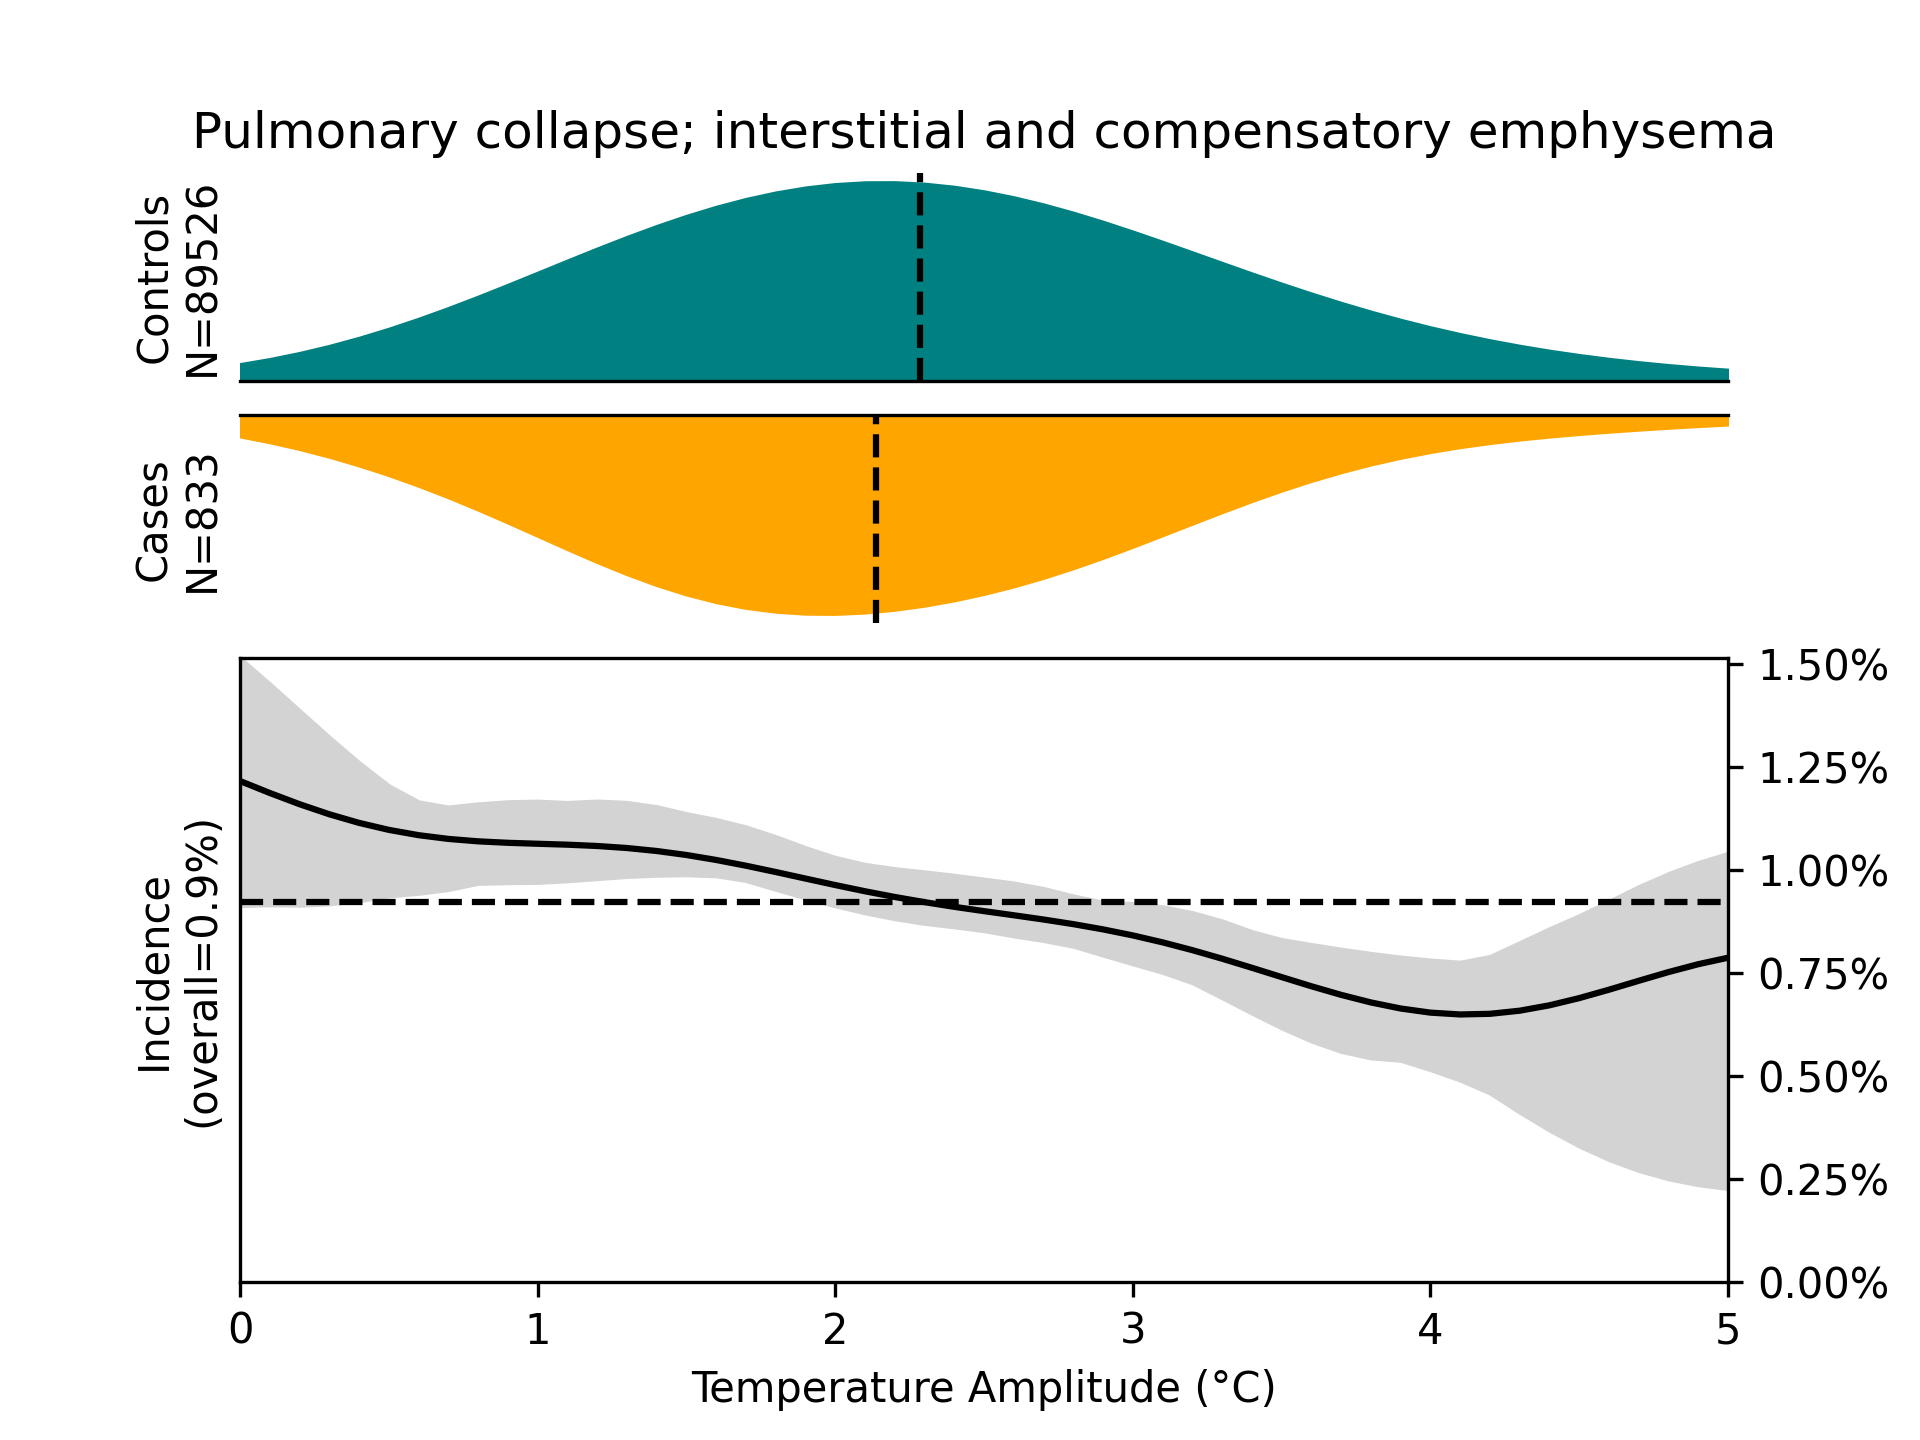 Pulmonary collapse; interstitial and compensatory emphysema
Controls
N=89526
Cases
N=833
Incidence
(overall=0.9%)
1.50%
1.25%
1.00%
0.75%
0.50%
0.25%
0.00%
0 1 2 3 4 5
Temperature Amplitude (°C)